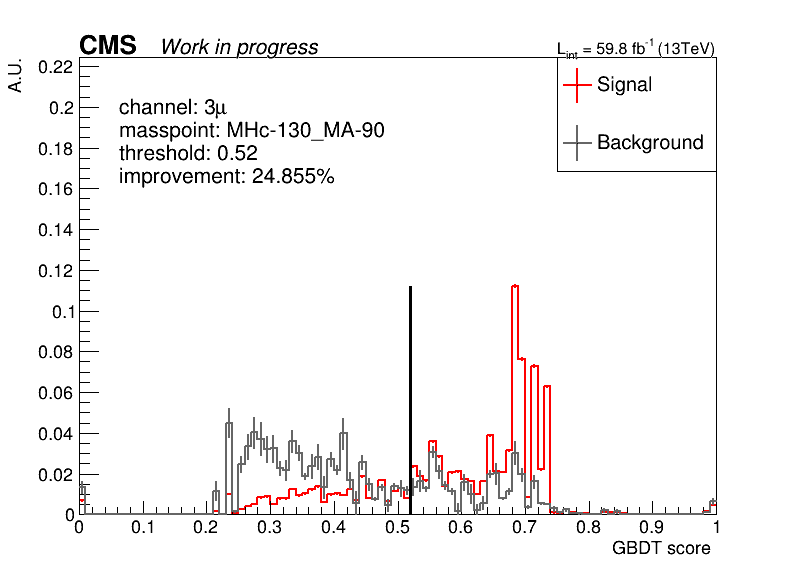 CMS Work in progress
L_int = 59.8 fb^-1 (13TeV)
A.U.
0.22
0.2
0.18
0.16
0.14
0.12
0.1
0.08
0.06
0.04
0.02
0
Signal
Background
channel: 3μ
masspoint: MHc-130_MA-90
threshold: 0.52
improvement: 24.855%
0 0.1 0.2 0.3 0.4 0.5 0.6 0.7 0.8 0.9 1
GBDT score